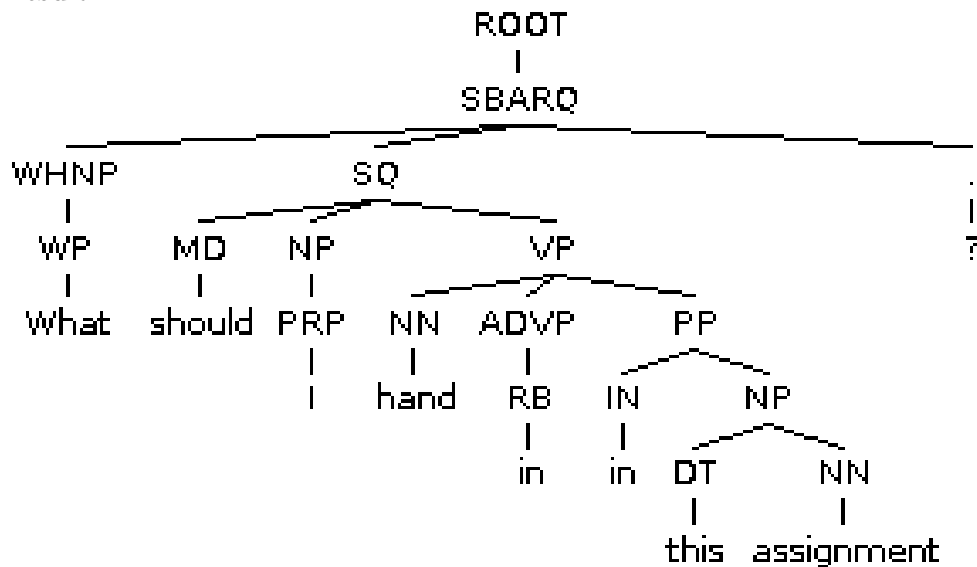 ROOT
SBARQ
WHNP SQ .
WP MD NP VP ?
What should PRP NN ADVP PP
I hand RB IN NP
in in DT NN
this assignment